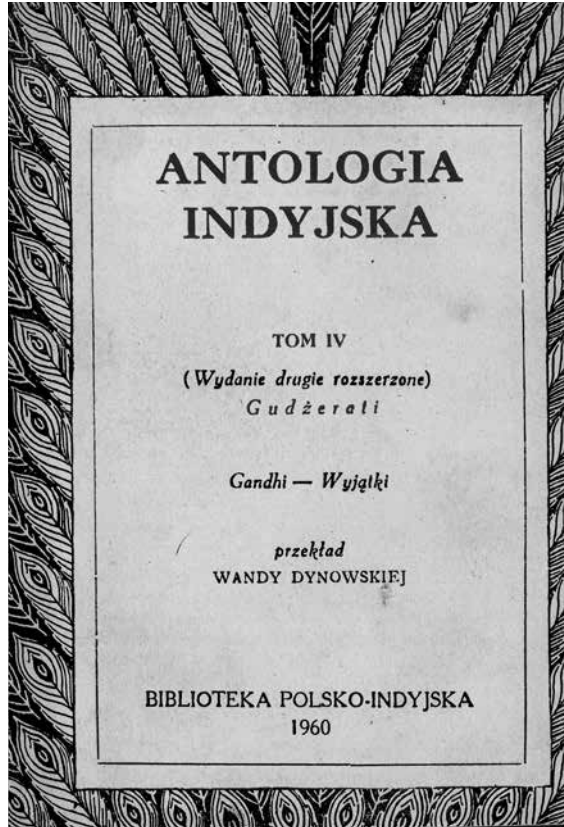 ANTOLOGIA
INDYJSKA
TOM IV
(Wydanie drugie rozszerzone)
Gudżerati
Gandhi — Wyjątki
przekład
WANDY DYNOWSKIEJ
BIBLIOTEKA POLSKO-INDYJSKA
1960